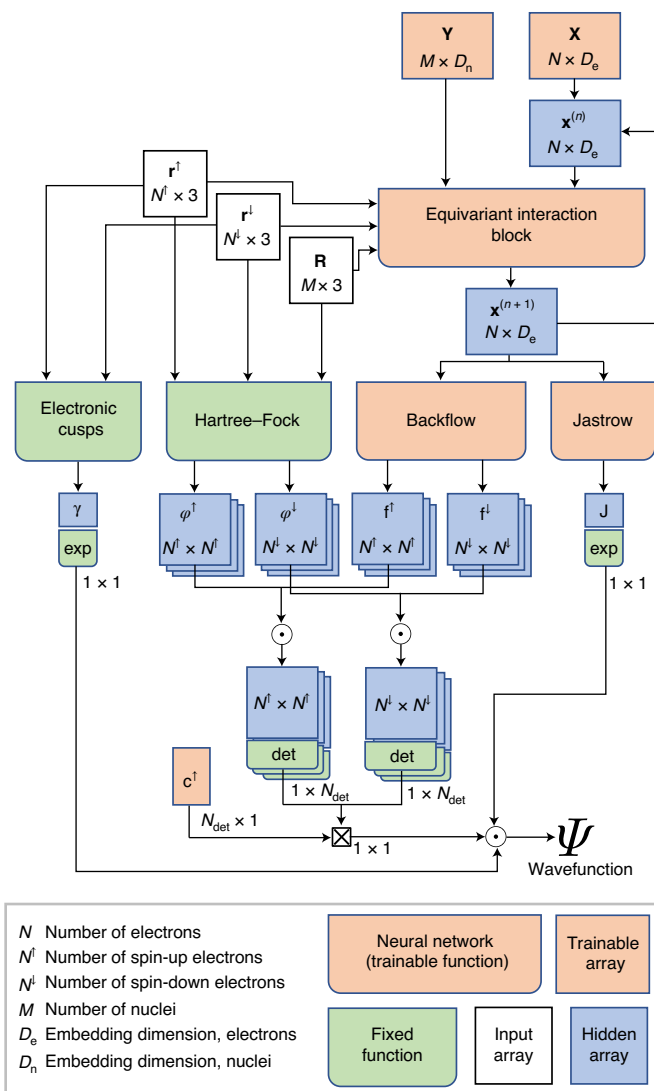 Y
M × Dₙ
X
N × Dₑ
x⁽ⁿ⁾
N × Dₑ
r↑
N↑ × 3
r↓
N↓ × 3
R
M × 3
Equivariant interaction
block
x⁽ⁿ ⁺ ¹⁾
N × Dₑ
Electronic
cusps
Hartree–Fock
Backflow
Jastrow
γ
exp
1 × 1
φ↑
N↑ × N↑
φ↓
N↓ × N↓
f↑
N↑ × N↑
f↓
N↓ × N↓
J
exp
1 × 1
N↑ × N↑
det
1 × N_det
N↓ × N↓
det
1 × N_det
c↑
N_det × 1
1 × 1
Ψ
Wavefunction
N Number of electrons
N↑ Number of spin-up electrons
N↓ Number of spin-down electrons
M Number of nuclei
Dₑ Embedding dimension, electrons
Dₙ Embedding dimension, nuclei
Neural network
(trainable function)
Trainable
array
Fixed
function
Input
array
Hidden
array